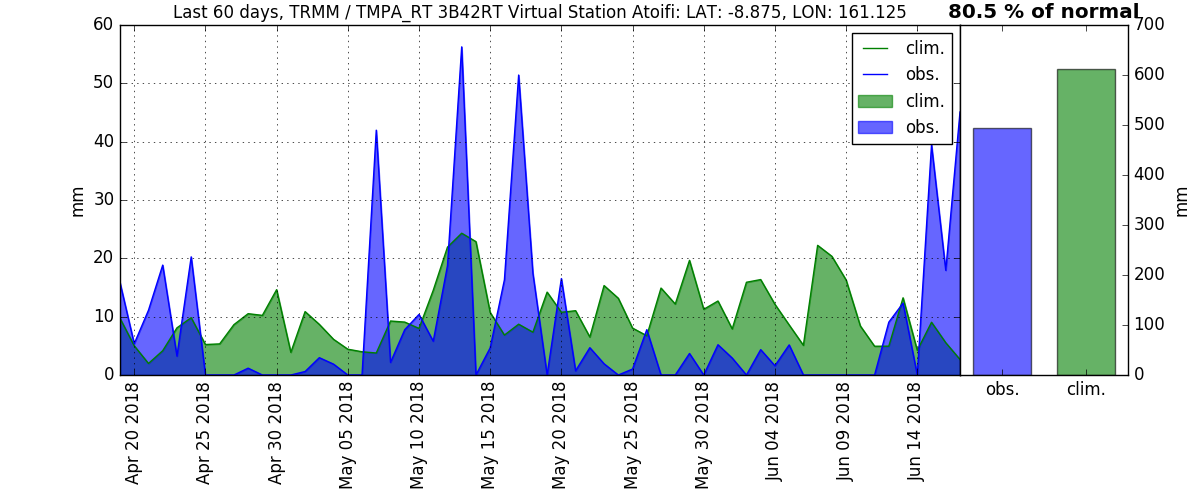 Last 60 days, TRMM / TMPA_RT 3B42RT Virtual Station Atoifi: LAT: -8.875, LON: 161.125
80.5 % of normal
60
50
40
30
20
10
0
mm
clim.
obs.
clim.
obs.
700
600
500
400
300
200
100
0
mm
Apr 20 2018
Apr 25 2018
Apr 30 2018
May 05 2018
May 10 2018
May 15 2018
May 20 2018
May 25 2018
May 30 2018
Jun 04 2018
Jun 09 2018
Jun 14 2018
obs.
clim.